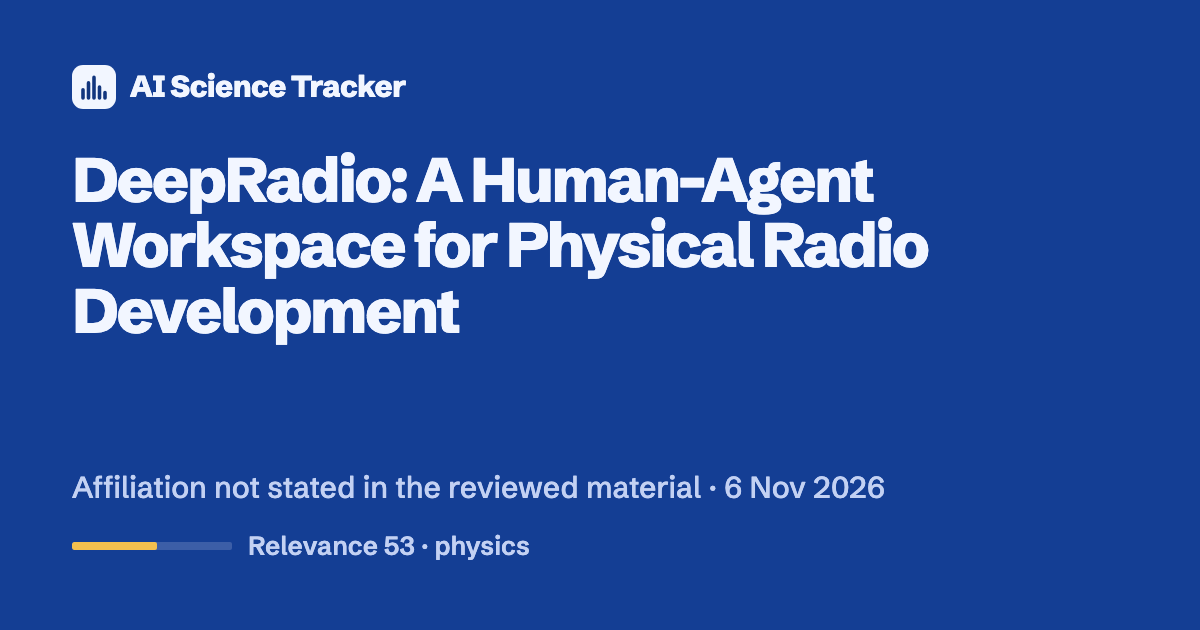 AI Science Tracker
DeepRadio: A Human-Agent
Workspace for Physical Radio
Development
Affiliation not stated in the reviewed material · 6 Nov 2026
Relevance 53 · physics